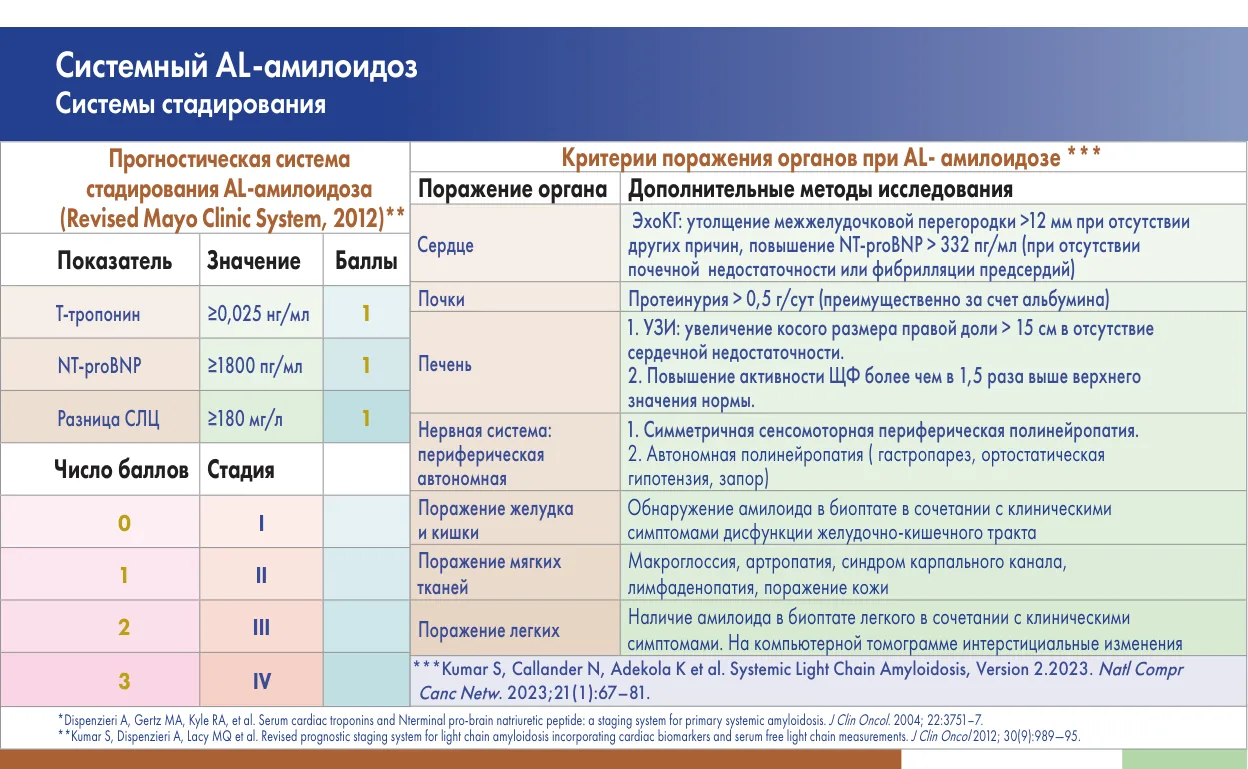 Системный AL-амилоидоз
Системы стадирования
Прогностическая система
стадирования AL-амилоидоза
(Revised Mayo Clinic System, 2012)**
Показатель Значение Баллы
Т-тропонин ≥0,025 нг/мл 1
NT-proBNP ≥1800 пг/мл 1
Разница СЛЦ ≥180 мг/л 1
Число баллов Стадия
0 I
1 II
2 III
3 IV
Критерии поражения органов при AL- амилоидозе ***
Поражение органа Дополнительные методы исследования
Сердце
ЭхоКГ: утолщение межжелудочковой перегородки >12 мм при отсутствии
других причин, повышение NT-proBNP > 332 пг/мл (при отсутствии
почечной недостаточности или фибрилляции предсердий)
Почки Протеинурия > 0,5 г/сут (преимущественно за счет альбумина)
Печень
1. УЗИ: увеличение косого размера правой доли > 15 см в отсутствие
сердечной недостаточности.
2. Повышение активности ЩФ более чем в 1,5 раза выше верхнего
значения нормы.
Нервная система:
периферическая
автономная
1. Симметричная сенсомоторная периферическая полинейропатия.
2. Автономная полинейропатия ( гастропарез, ортостатическая
гипотензия, запор)
Поражение желудка
и кишки
Обнаружение амилоида в биоптате в сочетании с клиническими
симптомами дисфункции желудочно-кишечного тракта
Поражение мягких
тканей
Макроглоссия, артропатия, синдром карпального канала,
лимфаденопатия, поражение кожи
Поражение легких
Наличие амилоида в биоптате легкого в сочетании с клиническими
симптомами. На компьютерной томограмме интерстициальные изменения
***Kumar S, Callander N, Adekola K et al. Systemic Light Chain Amyloidosis, Version 2.2023. Natl Compr
Canc Netw. 2023;21(1):67–81.
*Dispenzieri A, Gertz MA, Kyle RA, et al. Serum cardiac troponins and Nterminal pro-brain natriuretic peptide: a staging system for primary systemic amyloidosis. J Clin Oncol. 2004; 22:3751–7.
**Kumar S, Dispenzieri A, Lacy MQ et al. Revised prognostic staging system for light chain amyloidosis incorporating cardiac biomarkers and serum free light chain measurements. J Clin Oncol 2012; 30(9):989—95.